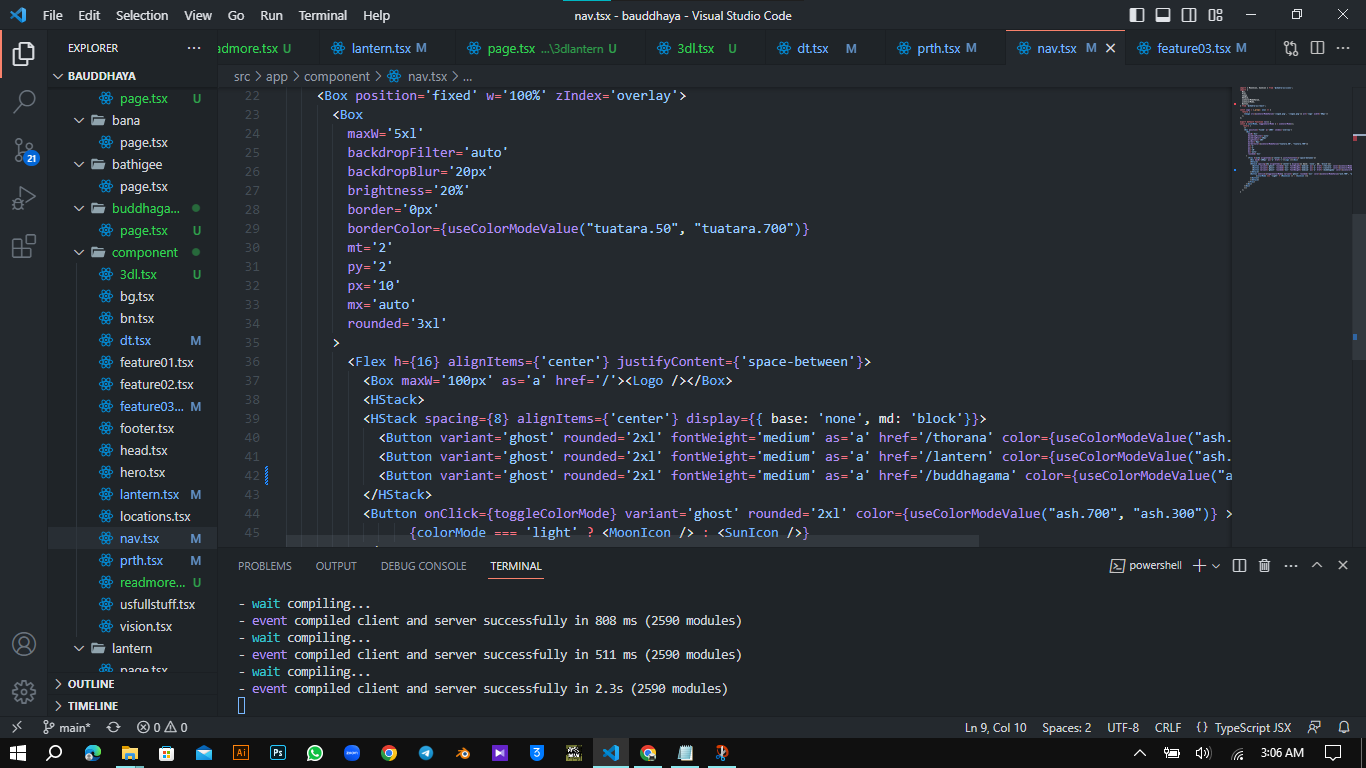 File Edit Selection View Go Run Terminal Help
nav.tsx - bauddhaya - Visual Studio Code
EXPLORER
admore.tsx U
lantern.tsx M
page.tsx ...\3dlantern U
3dl.tsx U
dt.tsx M
prth.tsx M
nav.tsx M
feature03.tsx M
BAUDDHAYA
src > app > component > nav.tsx > ...
page.tsx U
bana
page.tsx
bathigee
page.tsx
buddhaga...
page.tsx U
component
3dl.tsx U
bg.tsx
bn.tsx
dt.tsx M
feature01.tsx
feature02.tsx
feature03... M
footer.tsx
head.tsx
hero.tsx
lantern.tsx M
locations.tsx
nav.tsx M
prth.tsx M
readmore... U
usfullstuff.tsx
vision.tsx
lantern
page.tsx
OUTLINE
TIMELINE
21
22 <Box position='fixed' w='100%' zIndex='overlay'>
23 <Box
24 maxW='5xl'
25 backdropFilter='auto'
26 backdropBlur='20px'
27 brightness='20%'
28 border='0px'
29 borderColor={useColorModeValue("tuatara.50", "tuatara.700")}
30 mt='2'
31 py='2'
32 px='10'
33 mx='auto'
34 rounded='3xl'
35 >
36 <Flex h={16} alignItems={'center'} justifyContent={'space-between'}>
37 <Box maxW='100px' as='a' href='/'><Logo /></Box>
38 <HStack>
39 <HStack spacing={8} alignItems={'center'} display={{ base: 'none', md: 'block'}}>
40 <Button variant='ghost' rounded='2xl' fontWeight='medium' as='a' href='/thorana' color={useColorModeValue("ash.
41 <Button variant='ghost' rounded='2xl' fontWeight='medium' as='a' href='/lantern' color={useColorModeValue("ash.
42 <Button variant='ghost' rounded='2xl' fontWeight='medium' as='a' href='/buddhagama' color={useColorModeValue("a
43 </HStack>
44 <Button onClick={toggleColorMode} variant='ghost' rounded='2xl' color={useColorModeValue("ash.700", "ash.300")} >
45 {colorMode === 'light' ? <MoonIcon /> : <SunIcon />}
PROBLEMS OUTPUT DEBUG CONSOLE TERMINAL
powershell
- wait compiling...
- event compiled client and server successfully in 808 ms (2590 modules)
- wait compiling...
- event compiled client and server successfully in 511 ms (2590 modules)
- wait compiling...
- event compiled client and server successfully in 2.3s (2590 modules)
main* 0 0
Ln 9, Col 10 Spaces: 2 UTF-8 CRLF {} TypeScript JSX
Ai
Ps
3:06 AM